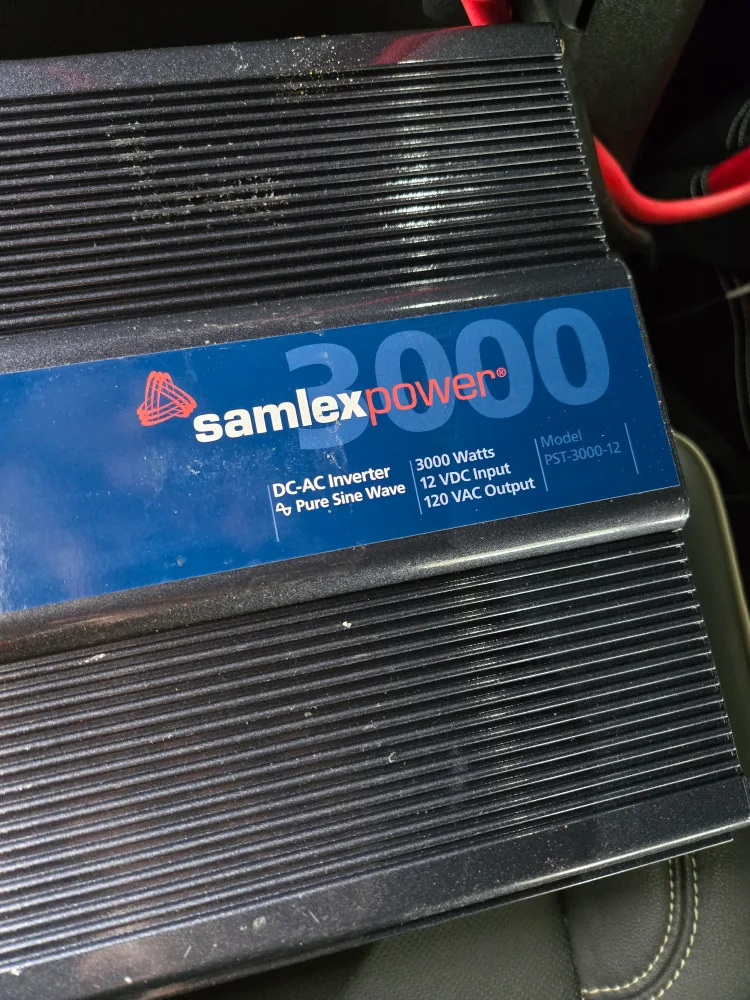 3000
samlexpower®
DC-AC Inverter
Pure Sine Wave
3000 Watts
12 VDC Input
120 VAC Output
Model
PST-3000-12